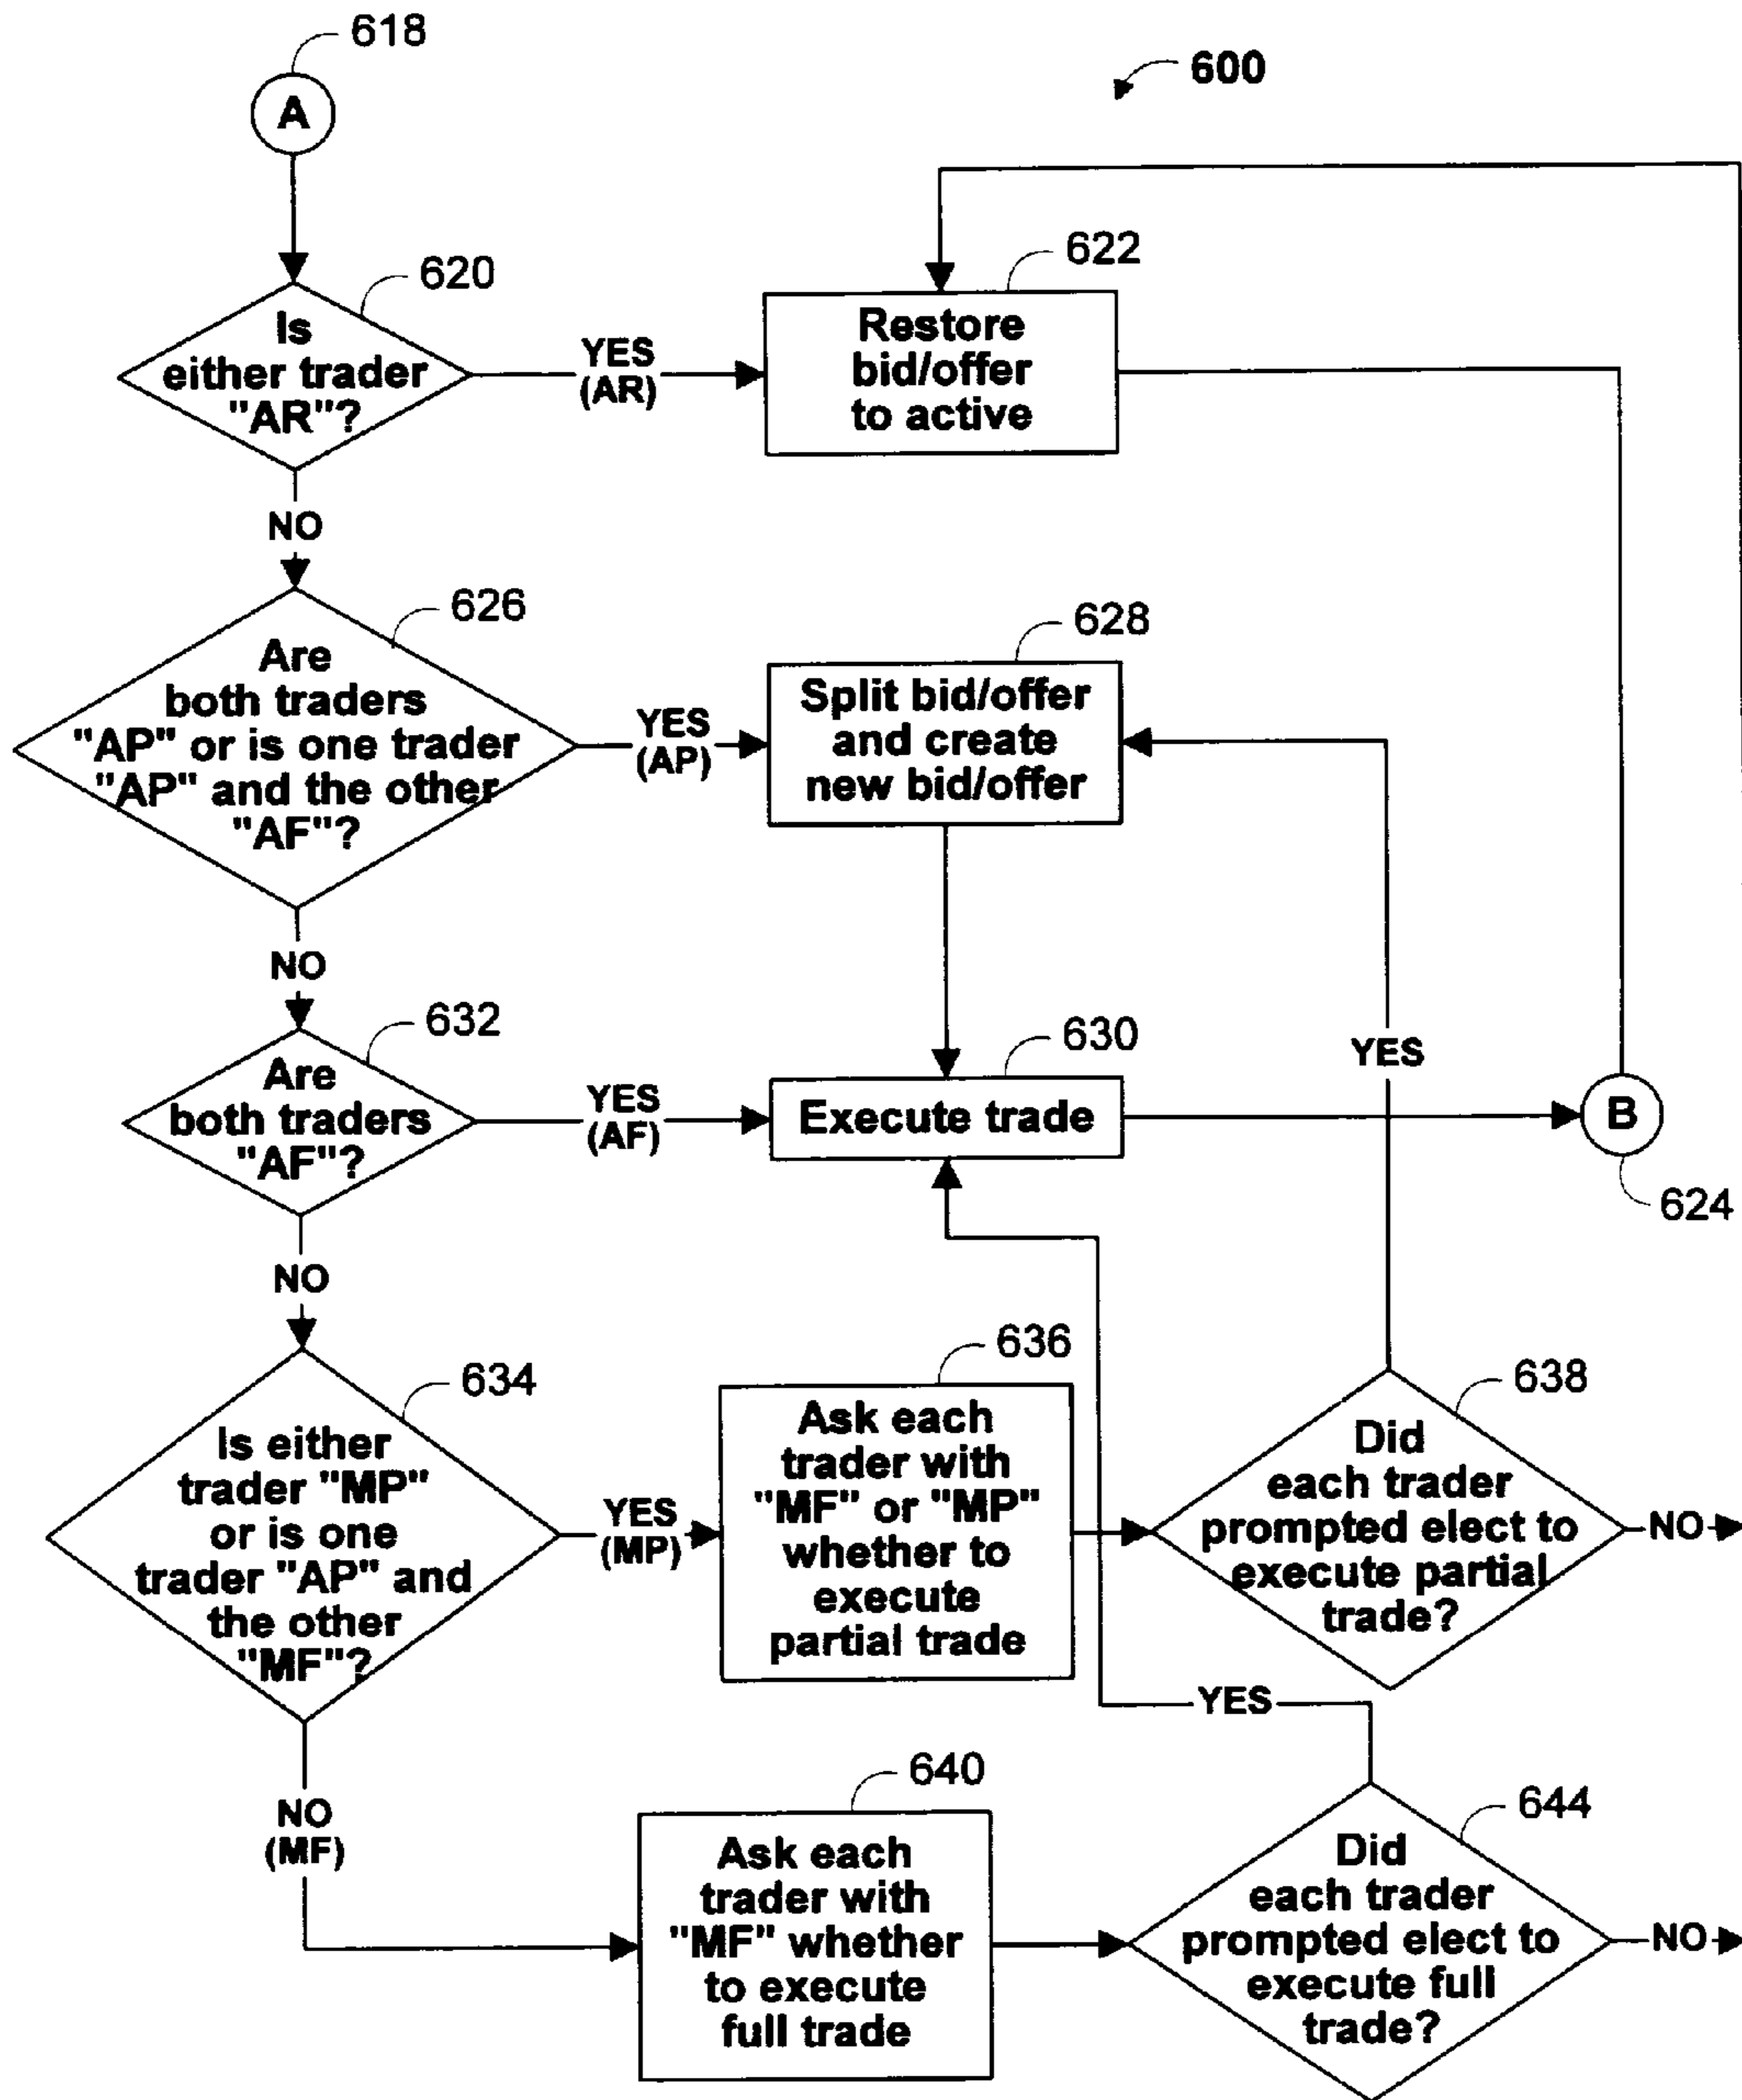 618
A
600
620
Is
either trader
"AR"?
YES
(AR)
622
Restore
bid/offer
to active
NO
626
Are
both traders
"AP" or is one trader
"AP" and the other
"AF"?
YES
(AP)
628
Split bid/offer
and create
new bid/offer
NO
632
Are
both traders
"AF"?
YES
(AF)
630
Execute trade
YES
B
624
NO
634
Is either
trader "MP"
or is one
trader "AP" and
the other
"MF"?
YES
(MP)
636
Ask each
trader with
"MF" or "MP"
whether to
execute
partial trade
638
Did
each trader
prompted elect to
execute partial
trade?
NO
YES
NO
(MF)
640
Ask each
trader with
"MF" whether
to execute
full trade
644
Did
each trader
prompted elect to
execute full
trade?
NO